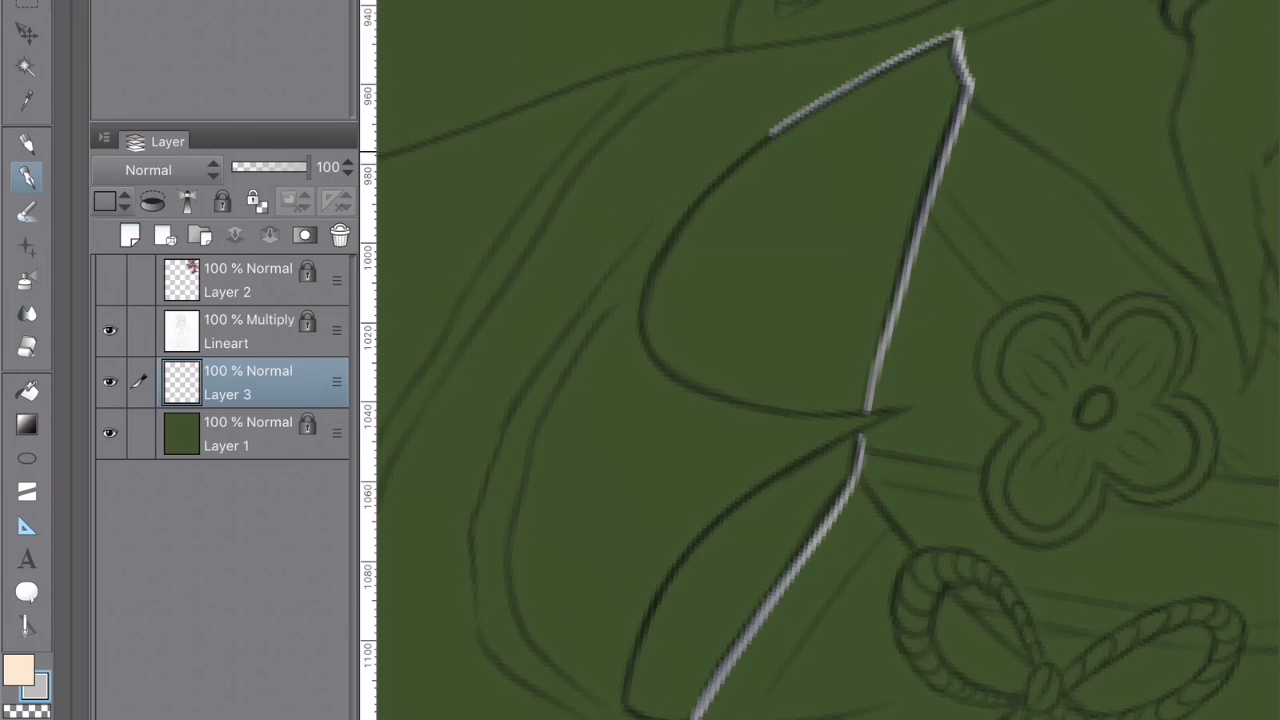 Layer
Normal
100
100 % Normal
Layer 2
100 % Multiply
Lineart
100 % Normal
Layer 3
100 % Normal
Layer 1
A
940
960
980
1000
1020
1040
1060
1080
1100